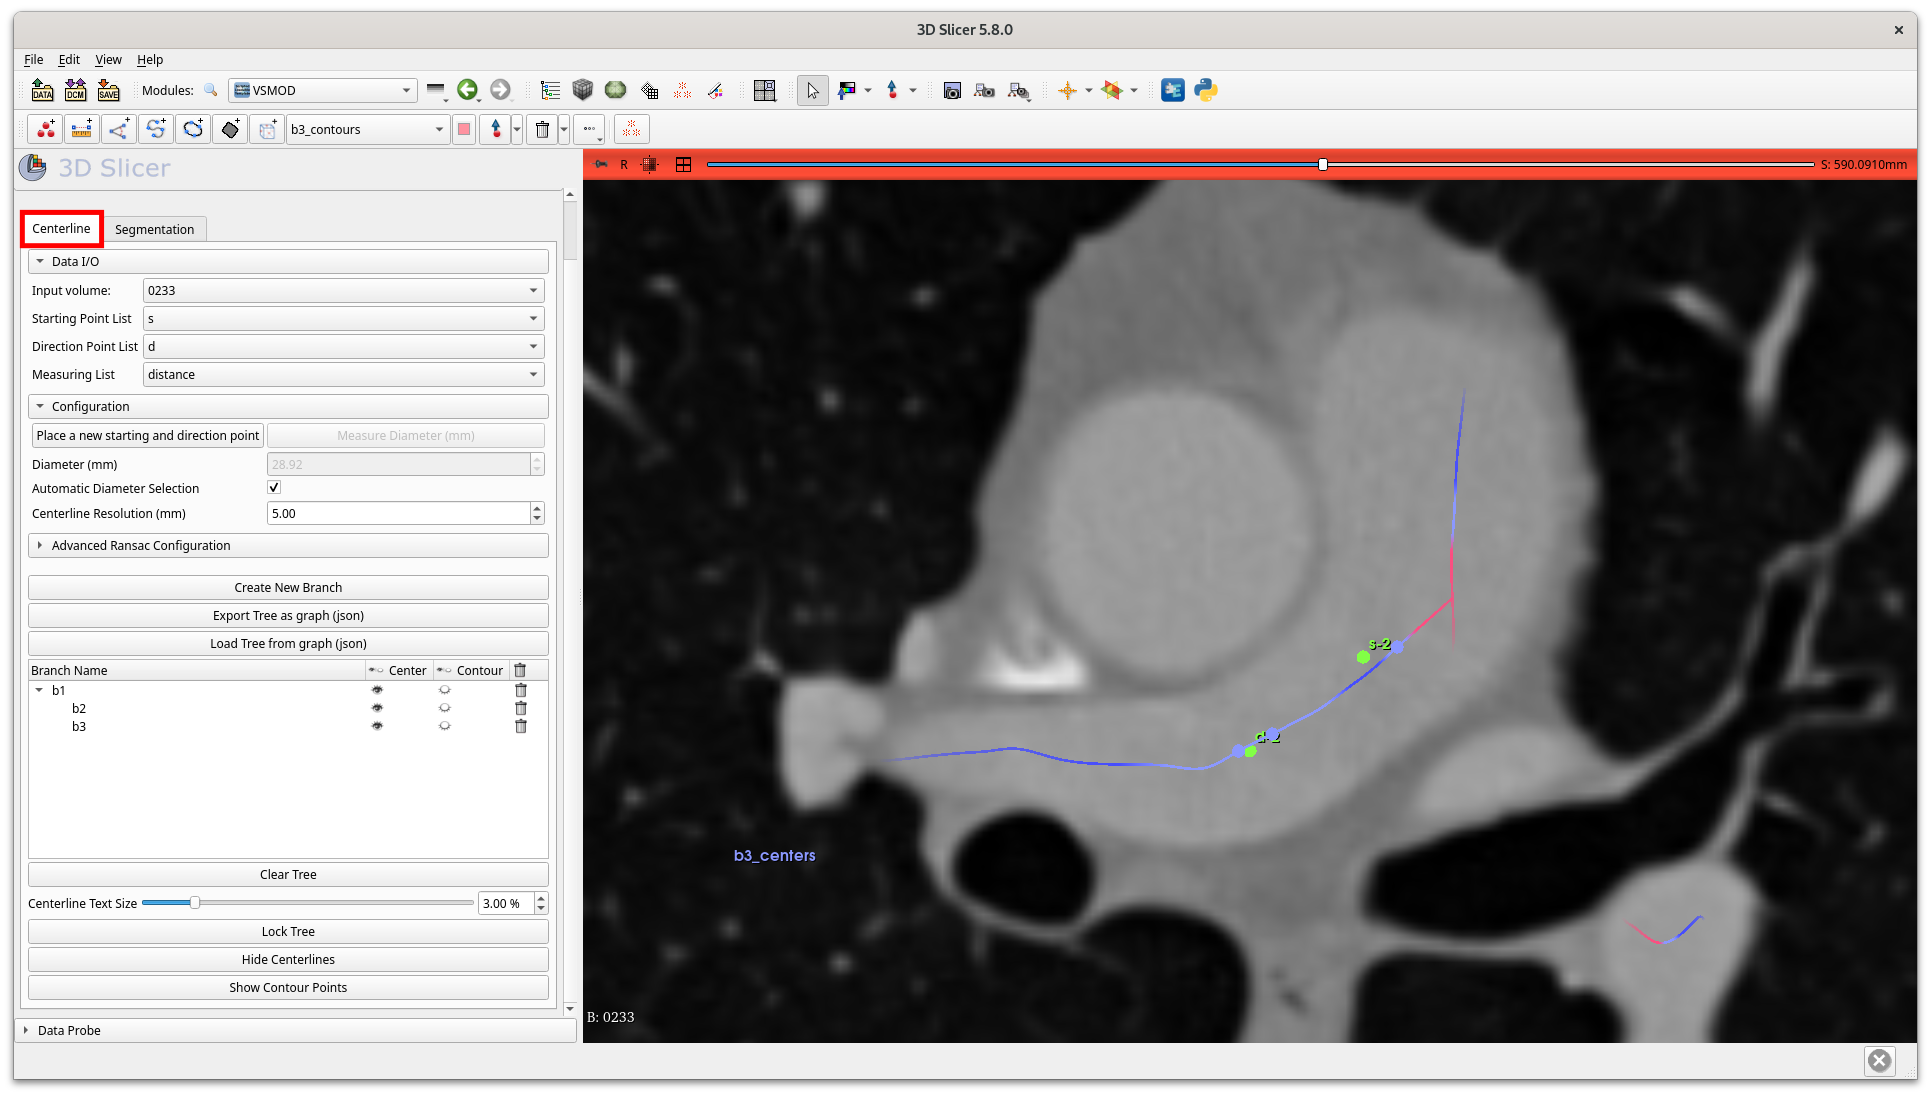 3D Slicer 5.8.0
File Edit View Help
DATA DCM SAVE Modules: VSMOD
b3_contours
3D Slicer
R S: 590.0910mm
Centerline Segmentation
Data I/O
Input volume: 0233
Starting Point List s
Direction Point List d
Measuring List distance
Configuration
Place a new starting and direction point Measure Diameter (mm)
Diameter (mm) 28.92
Automatic Diameter Selection
Centerline Resolution (mm) 5.00
Advanced Ransac Configuration
Create New Branch
Export Tree as graph (json)
Load Tree from graph (json)
Branch Name Center Contour
b1
b2
b3
Clear Tree
Centerline Text Size 3.00 %
Lock Tree
Hide Centerlines
Show Contour Points
Data Probe
s-2
d-2
b3_centers
B: 0233